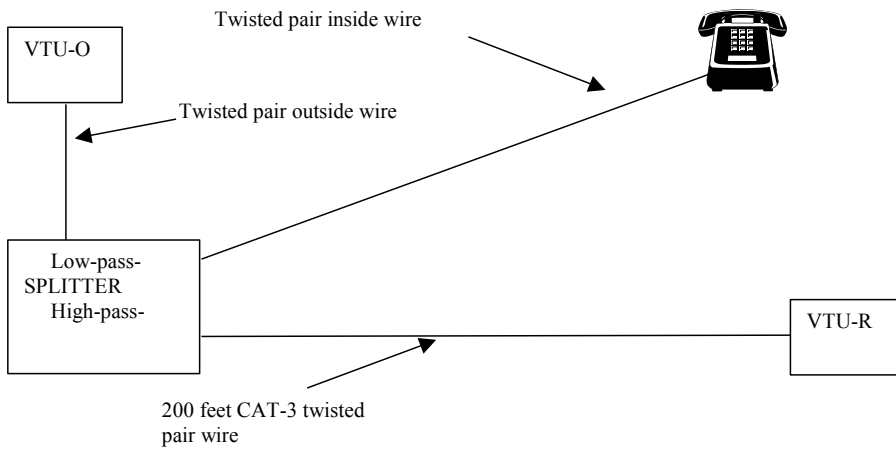 Twisted pair inside wire
VTU-O
Twisted pair outside wire
Low-pass-
SPLITTER
High-pass-
VTU-R
200 feet CAT-3 twisted
pair wire